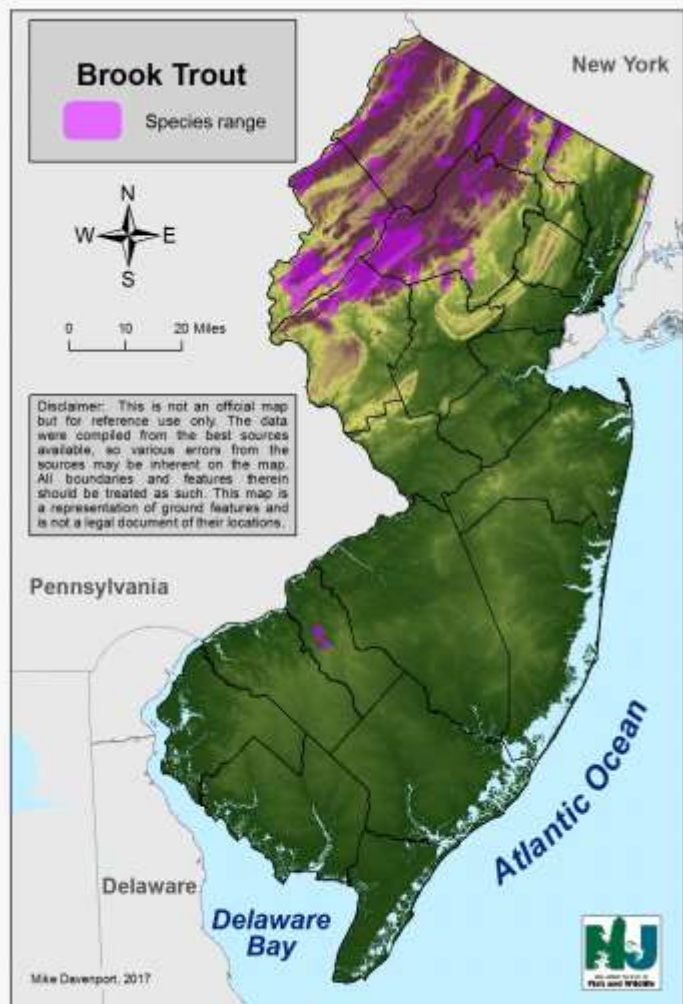 Brook Trout
Species range
New York
N
W E
S
0 10 20 Miles
Disclaimer: This is not an official map
but for reference use only. The data
were compiled from the best sources
available, so various errors from the
sources may be inherent on the map.
All boundaries and features therein
should be treated as such. This map is
a representation of ground features and
is not a legal document of their locations.
Pennsylvania
Atlantic Ocean
Delaware
Delaware
Bay
NJ
Fish and Wildlife
Mike Davenport, 2017